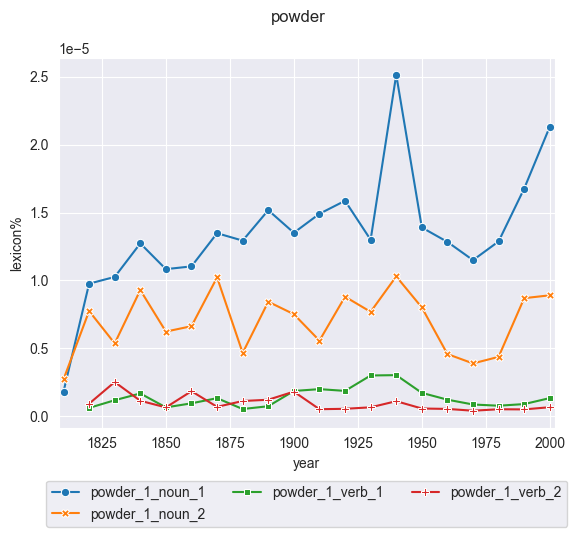 powder
1e−5
2.5
2.0
1.5
1.0
0.5
0.0
lexicon%
1825 1850 1875 1900 1925 1950 1975 2000
year
powder_1_noun_1 powder_1_verb_1 powder_1_verb_2
powder_1_noun_2